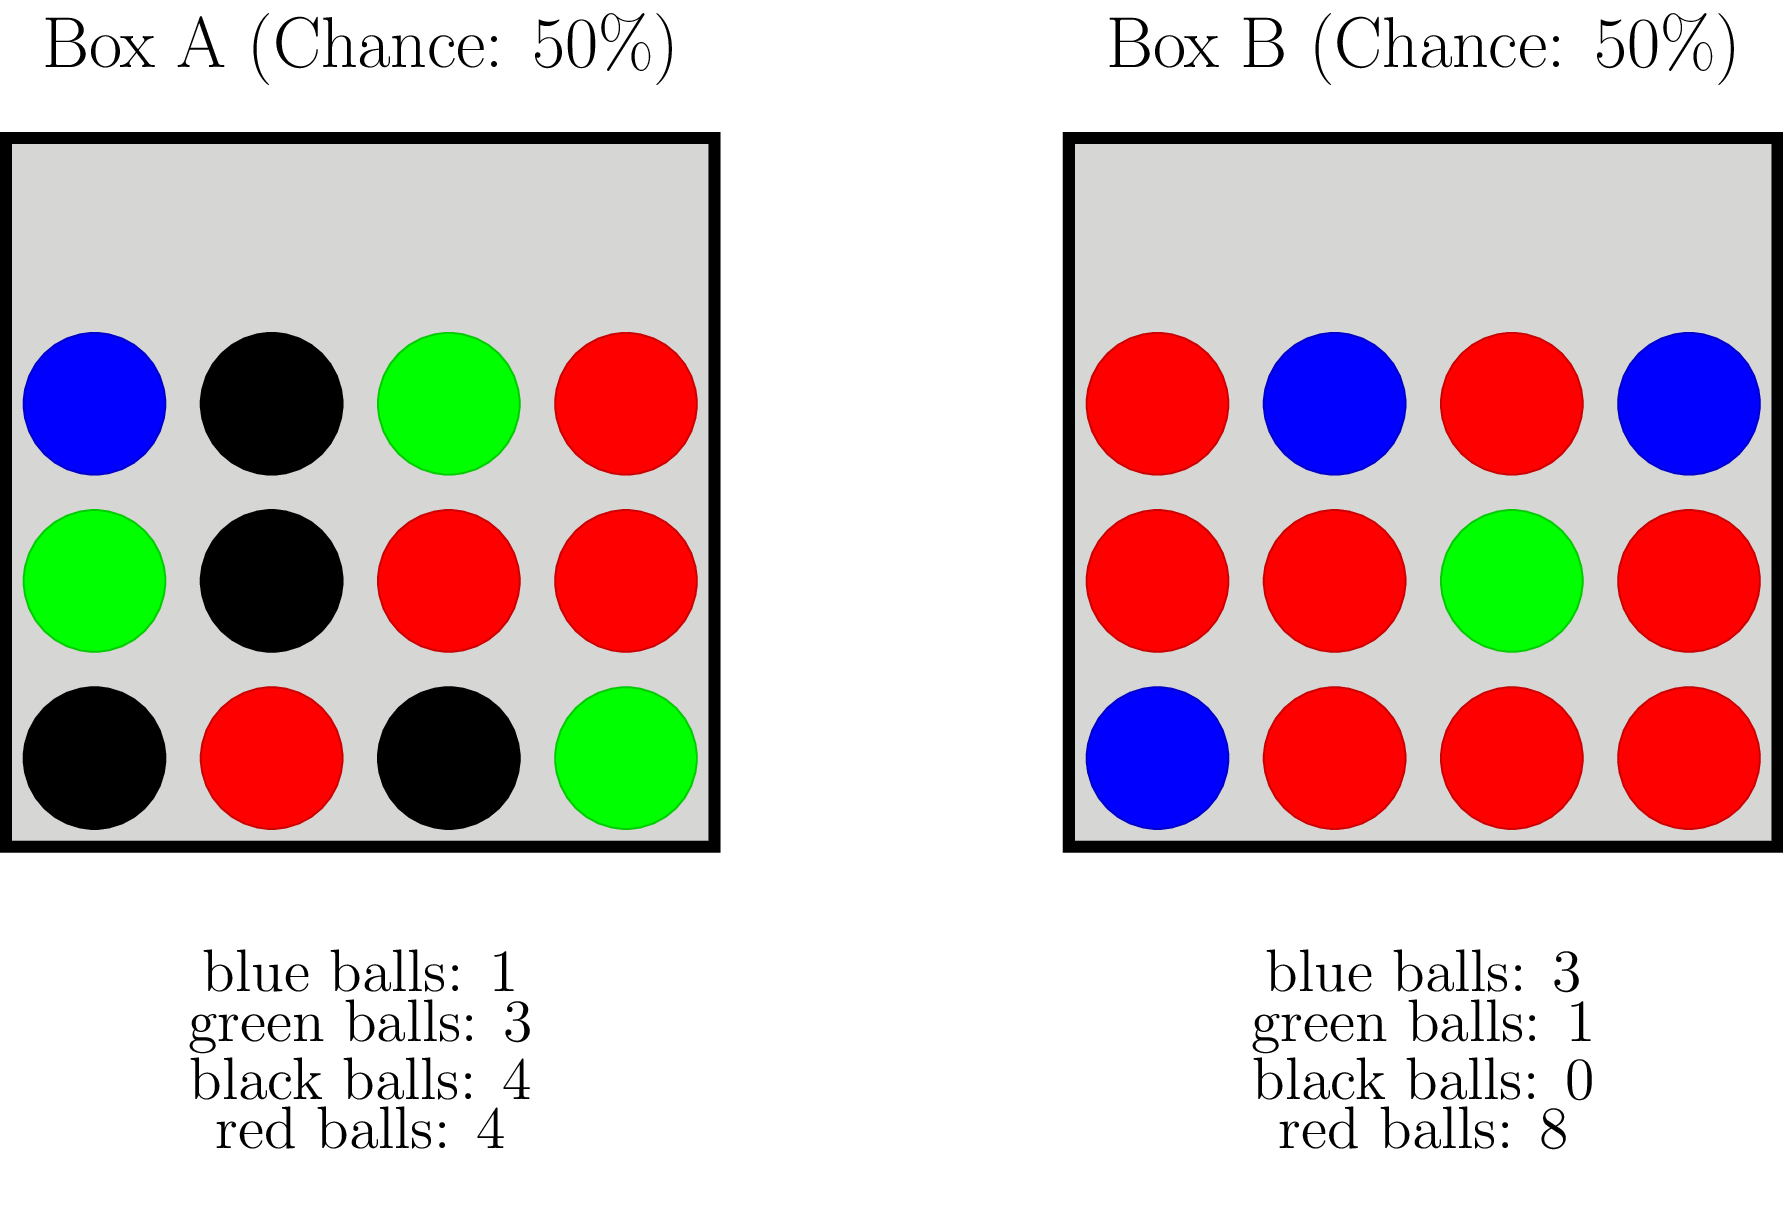 Box A (Chance: 50%)
Box B (Chance: 50%)
blue balls: 1
green balls: 3
black balls: 4
red balls: 4
blue balls: 3
green balls: 1
black balls: 0
red balls: 8